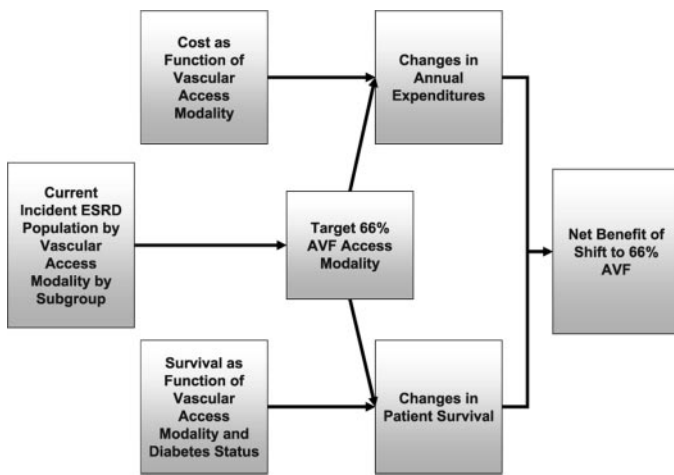 Cost as
Function of
Vascular
Access
Modality
Changes in
Annual
Expenditures
Current
Incident ESRD
Population by
Vascular
Access
Modality by
Subgroup
Target 66%
AVF Access
Modality
Net Benefit of
Shift to 66%
AVF
Survival as
Function of
Vascular
Access
Modality and
Diabetes Status
Changes in
Patient Survival